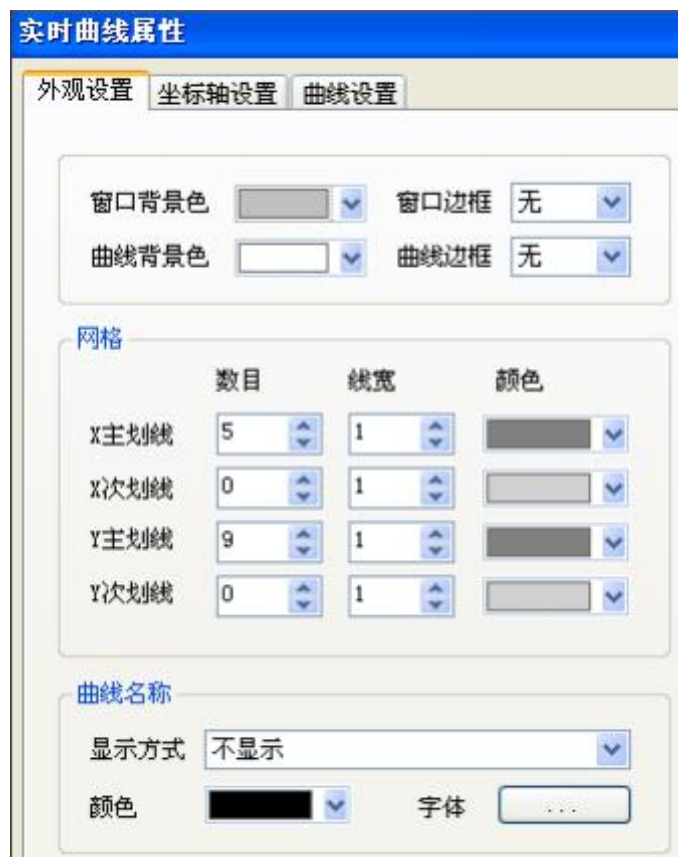 实时曲线属性
外观设置 坐标轴设置 曲线设置
窗口背景色 窗口边框 无
曲线背景色 曲线边框 无
网格
数目 线宽 颜色
X主划线 5 1
X次划线 0 1
Y主划线 9 1
Y次划线 0 1
曲线名称
显示方式 不显示
颜色 字体 ...